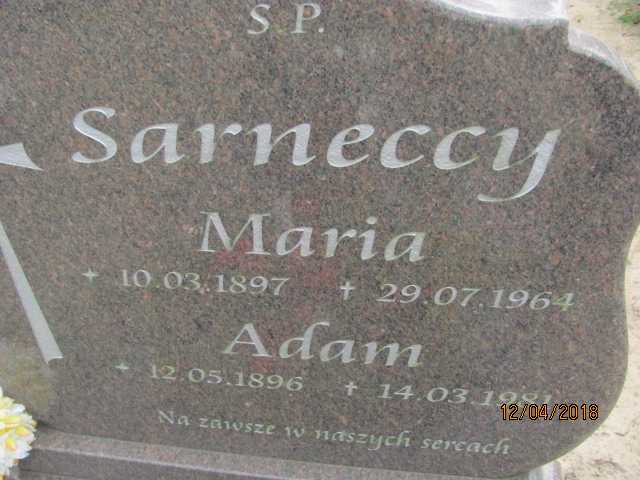 S.P.
Sarneccy
Maria
10.03.1897 29.07.1964
Adam
12.05.1896 14.03.1981
Na zawsze w naszych sercach
12/04/2018